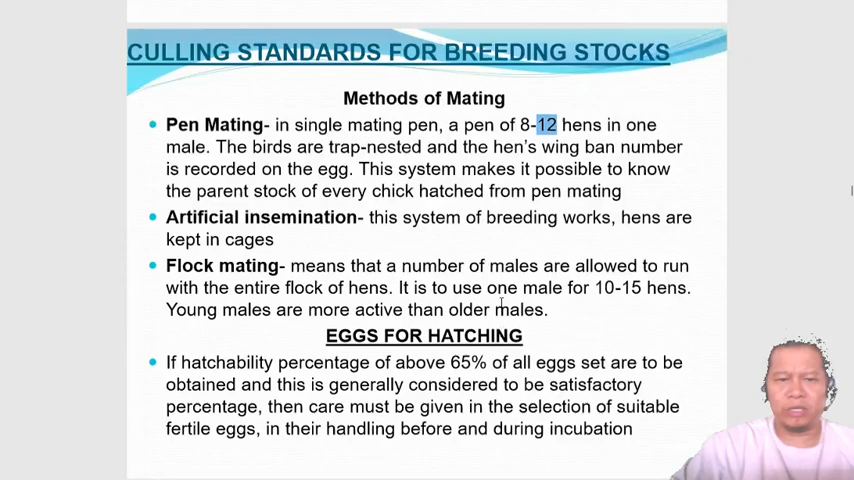 CULLING STANDARDS FOR BREEDING STOCKS
Methods of Mating
• Pen Mating- in single mating pen, a pen of 8-12 hens in one
male. The birds are trap-nested and the hen's wing ban number
is recorded on the egg. This system makes it possible to know
the parent stock of every chick hatched from pen mating
• Artificial insemination- this system of breeding works, hens are
kept in cages
• Flock mating- means that a number of males are allowed to run
with the entire flock of hens. It is to use one male for 10-15 hens.
Young males are more active than older males.
EGGS FOR HATCHING
• If hatchability percentage of above 65% of all eggs set are to be
obtained and this is generally considered to be satisfactory
percentage, then care must be given in the selection of suitable
fertile eggs, in their handling before and during incubation